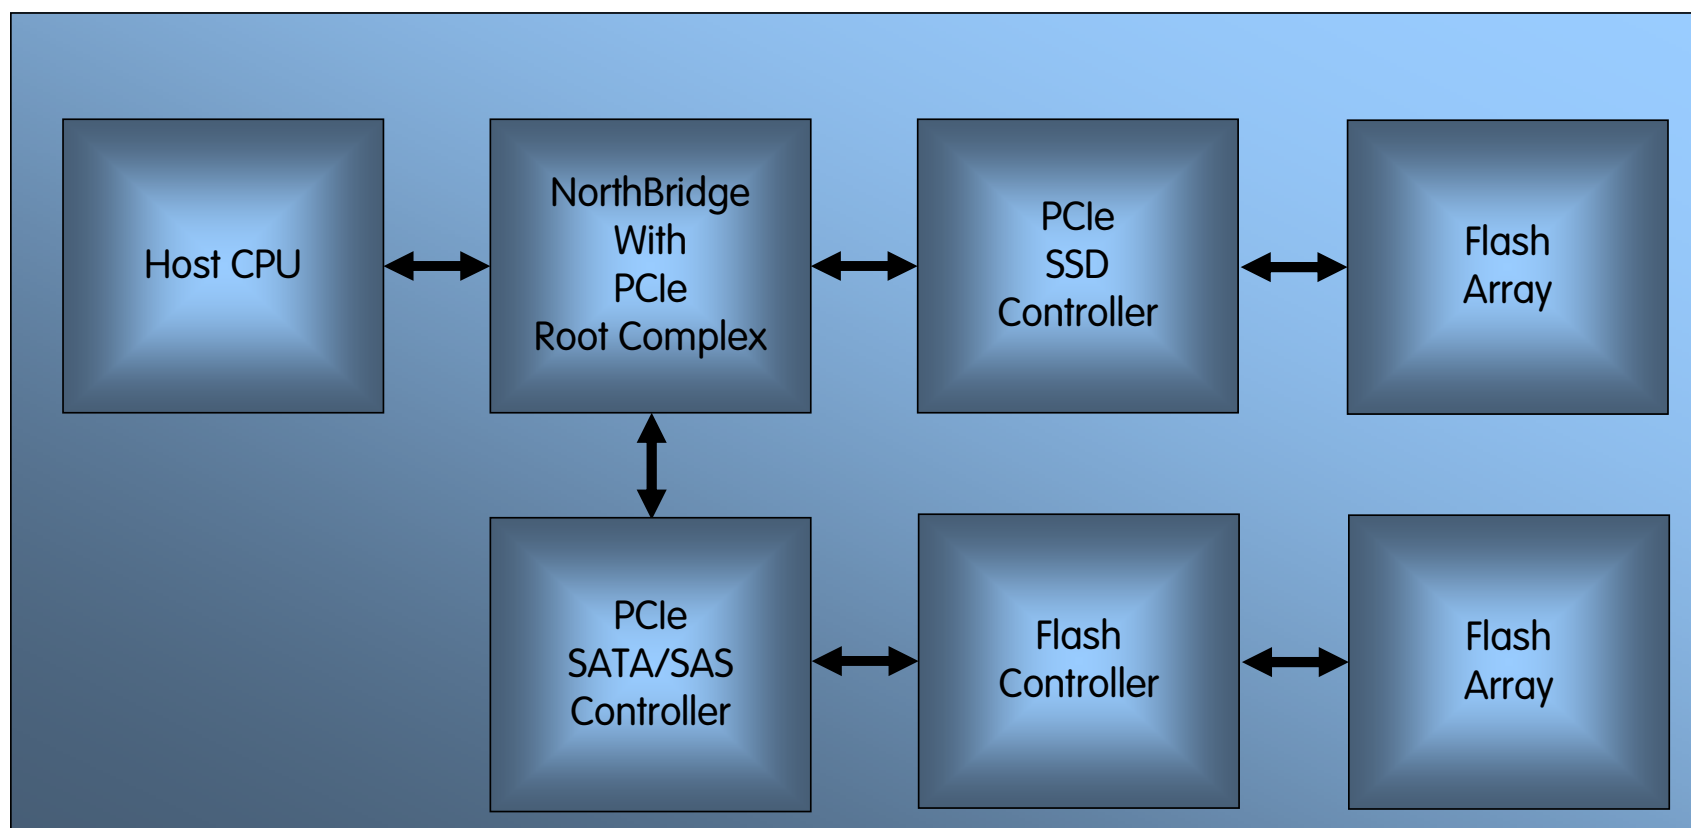 Host CPU
NorthBridge
With
PCIe
Root Complex
PCIe
SSD
Controller
Flash
Array
PCIe
SATA/SAS
Controller
Flash
Controller
Flash
Array